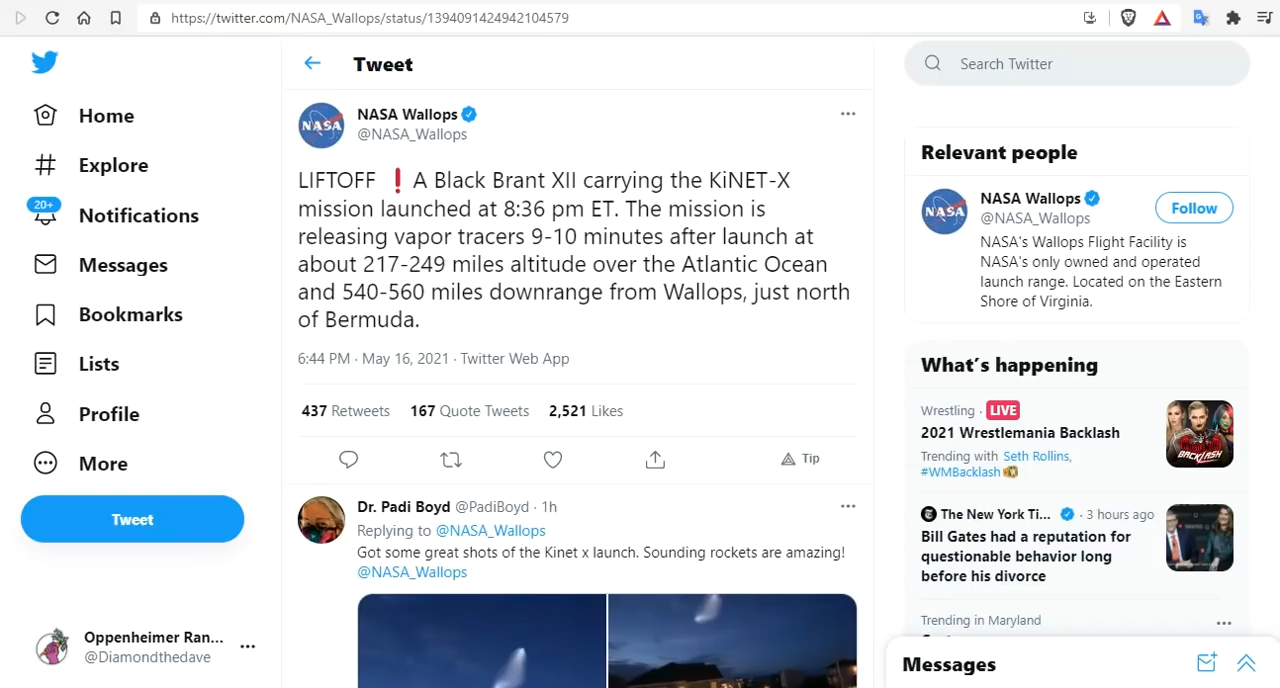 https://twitter.com/NASA_Wallops/status/1394091424942104579
Home
Explore
20+
Notifications
Messages
Bookmarks
Lists
Profile
More
Tweet
Oppenheimer Ran...
@Diamondthedave
Tweet
NASA
NASA Wallops
@NASA_Wallops
LIFTOFF ❗ A Black Brant XII carrying the KiNET-X
mission launched at 8:36 pm ET. The mission is
releasing vapor tracers 9-10 minutes after launch at
about 217-249 miles altitude over the Atlantic Ocean
and 540-560 miles downrange from Wallops, just north
of Bermuda.
6:44 PM · May 16, 2021 · Twitter Web App
437 Retweets 167 Quote Tweets 2,521 Likes
Tip
Dr. Padi Boyd @PadiBoyd · 1h
Replying to @NASA_Wallops
Got some great shots of the Kinet x launch. Sounding rockets are amazing!
@NASA_Wallops
Search Twitter
Relevant people
NASA
NASA Wallops
@NASA_Wallops
Follow
NASA's Wallops Flight Facility is
NASA's only owned and operated
launch range. Located on the Eastern
Shore of Virginia.
What's happening
Wrestling · LIVE
2021 Wrestlemania Backlash
Trending with Seth Rollins,
#WMBacklash
BACKLASH
The New York Ti... · 3 hours ago
Bill Gates had a reputation for
questionable behavior long
before his divorce
Trending in Maryland
Messages